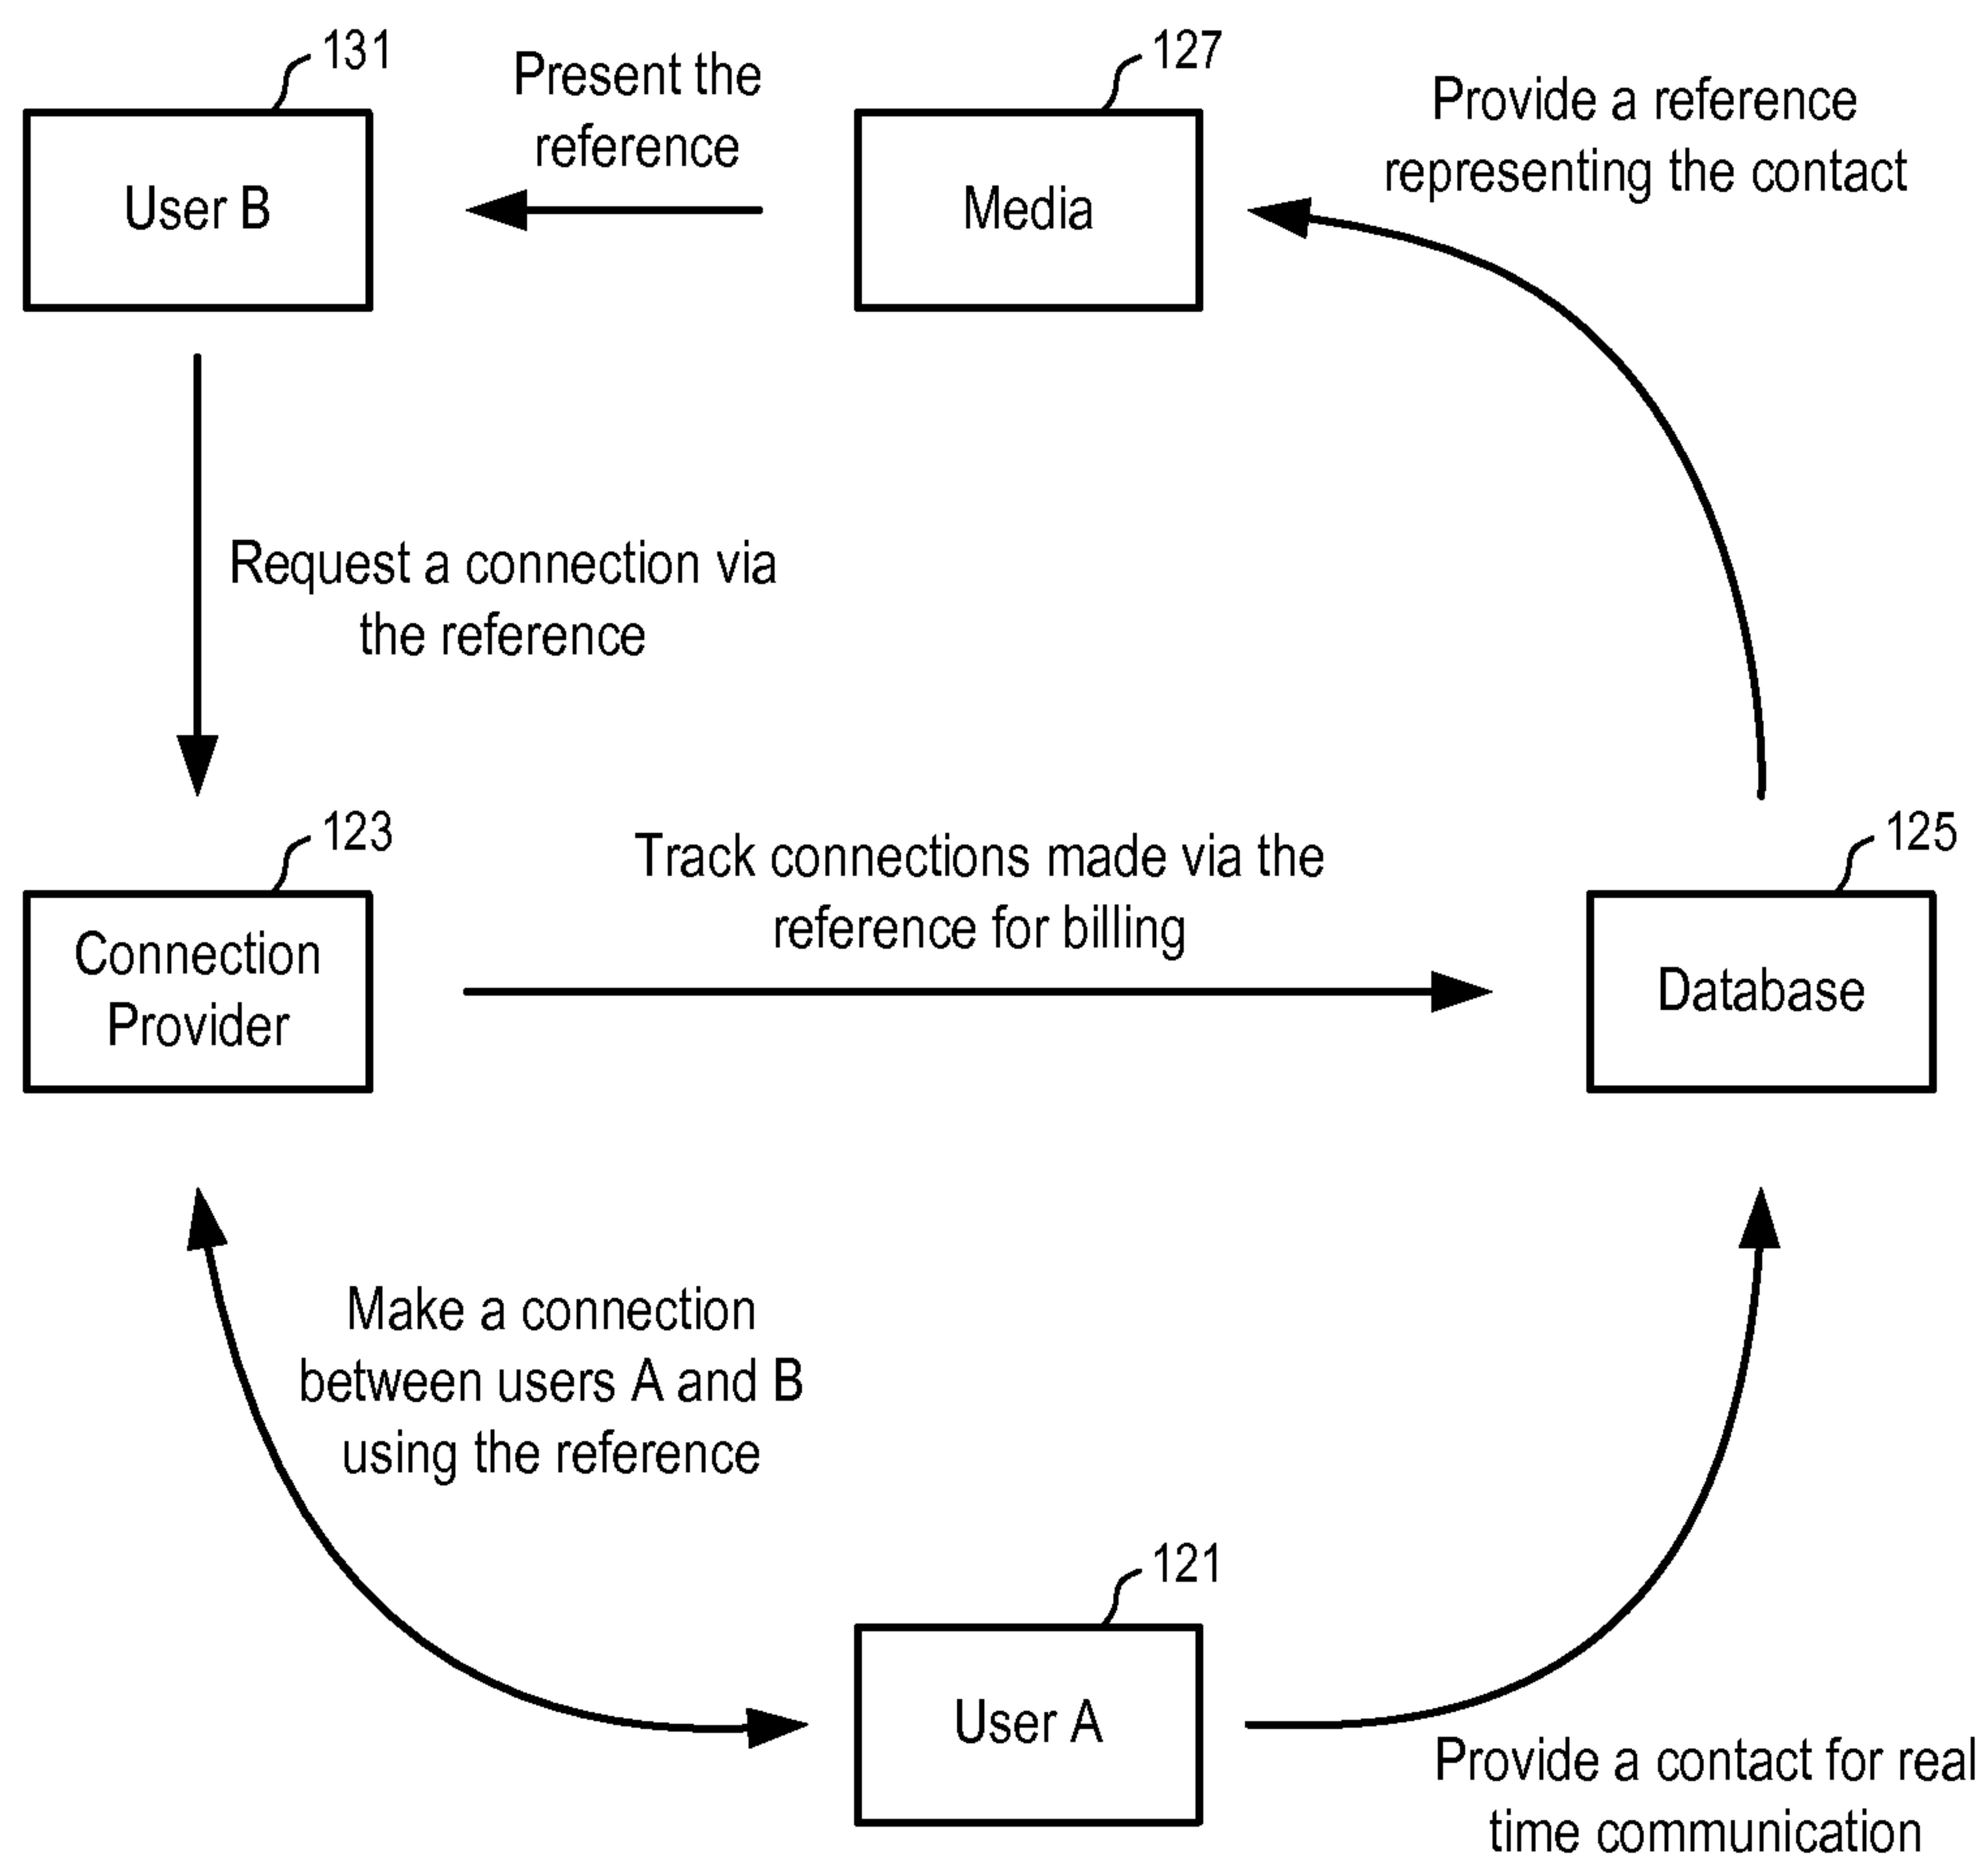 131
Present the
reference
127
Provide a reference
representing the contact
User B
Media
Request a connection via
the reference
123
Track connections made via the
reference for billing
125
Connection
Provider
Database
Make a connection
between users A and B
using the reference
121
User A
Provide a contact for real
time communication